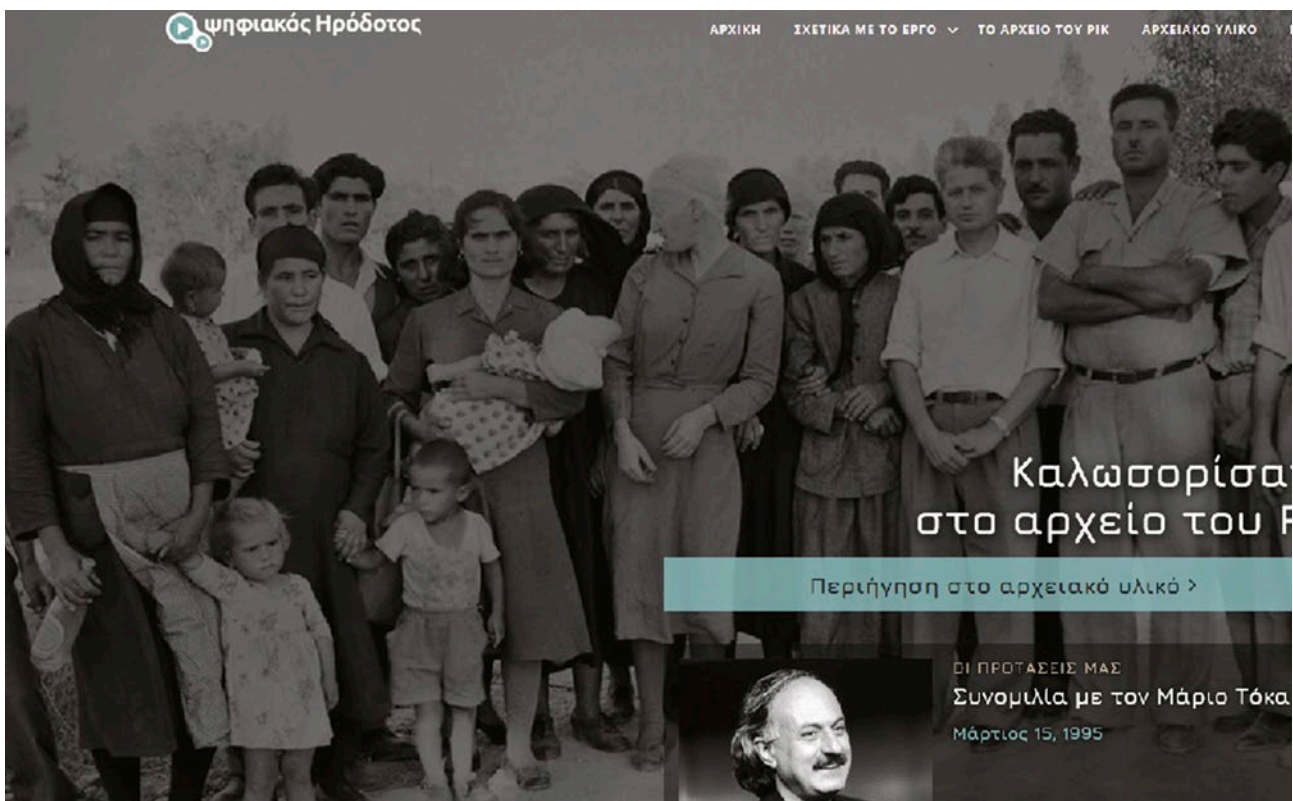 ψηφιακός Ηρόδοτος
ΑΡΧΙΚΗ ΣΧΕΤΙΚΑ ΜΕ ΤΟ ΕΡΓΟ ΤΟ ΑΡΧΕΙΟ ΤΟΥ ΡΙΚ ΑΡΧΕΙΑΚΟ ΥΛΙΚΟ
Καλωσορίσα
στο αρχείο του
Περιήγηση στο αρχειακό υλικό >
ΟΙ ΠΡΟΤΑΣΕΙΣ ΜΑΣ
Συνομιλία με τον Μάριο Τόκα
Μάρτιος 15, 1995